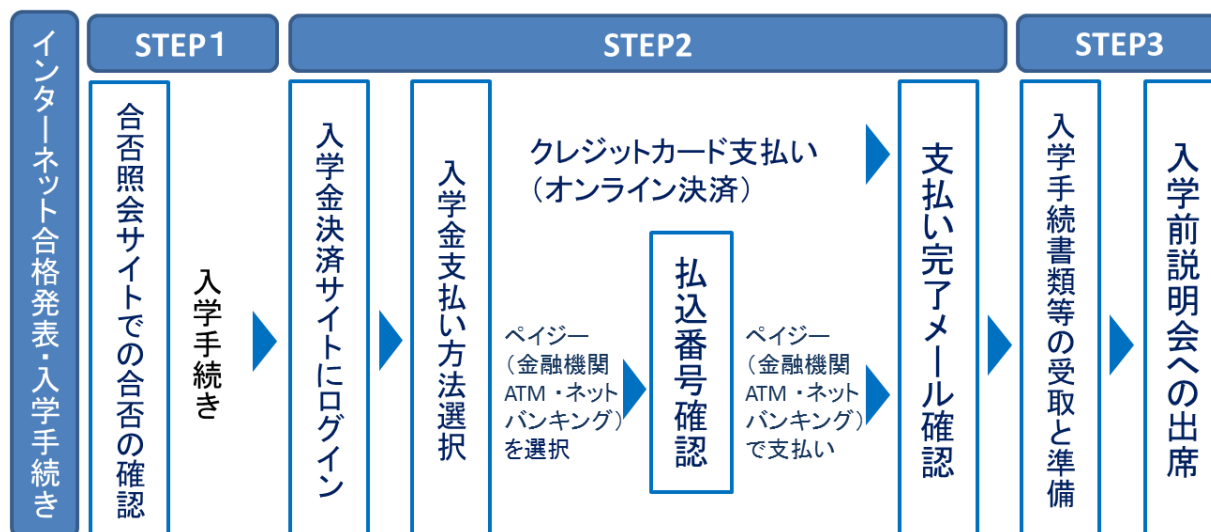 インターネット合格発表・入学手続き
STEP1
合否照会サイトでの合否の確認
入学手続き
STEP2
入学金決済サイトにログイン
入学金支払い方法選択
クレジットカード支払い
（オンライン決済）
ペイジー
（金融機関
ATM・ネット
バンキング）
を選択
払込番号確認
ペイジー
（金融機関
ATM・ネット
バンキング）
で支払い
支払い完了メール確認
STEP3
入学手続書類等の受取と準備
入学前説明会への出席